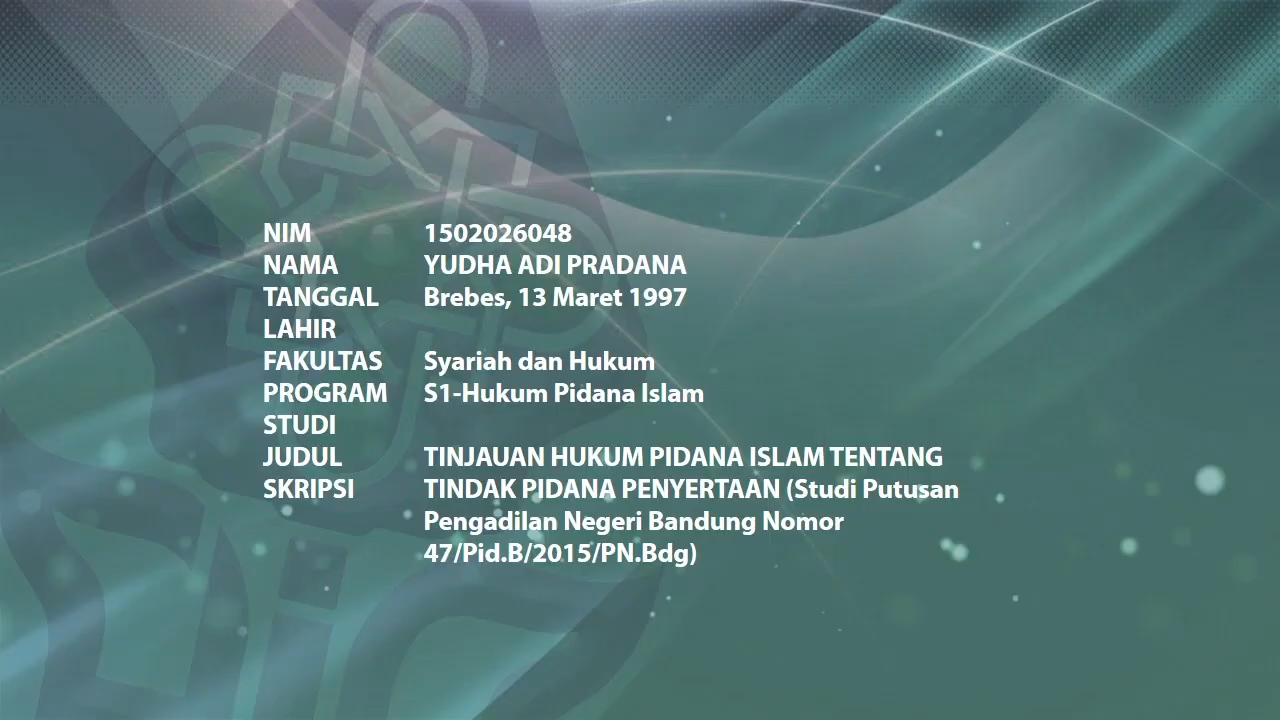 NIM 1502026048
NAMA YUDHA ADI PRADANA
TANGGAL Brebes, 13 Maret 1997
LAHIR
FAKULTAS Syariah dan Hukum
PROGRAM S1-Hukum Pidana Islam
STUDI
JUDUL TINJAUAN HUKUM PIDANA ISLAM TENTANG
SKRIPSI TINDAK PIDANA PENYERTAAN (Studi Putusan
Pengadilan Negeri Bandung Nomor
47/Pid.B/2015/PN.Bdg)